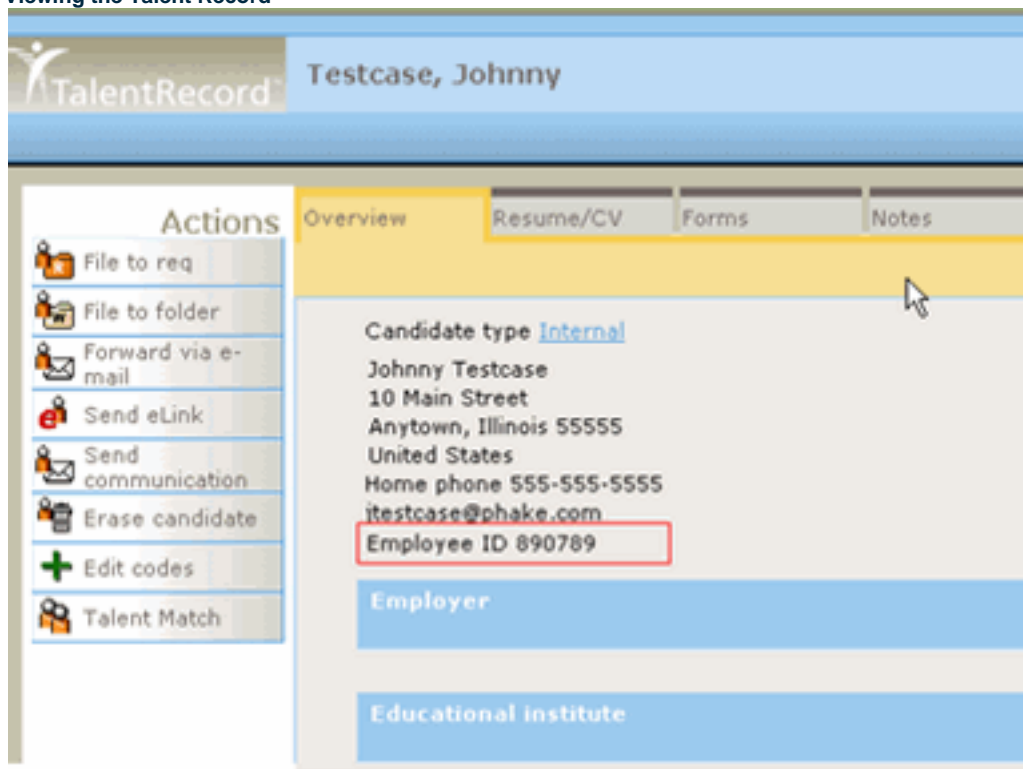 Viewing the Talent Record
TalentRecord
Testcase, Johnny
Actions
File to req
File to folder
Forward via e-
mail
Send eLink
Send
communication
Erase candidate
Edit codes
Talent Match
Overview
Resume/CV
Forms
Notes
Candidate type Internal
Johnny Testcase
10 Main Street
Anytown, Illinois 55555
United States
Home phone 555-555-5555
jtestcase@phake.com
Employee ID 890789
Employer
Educational institute